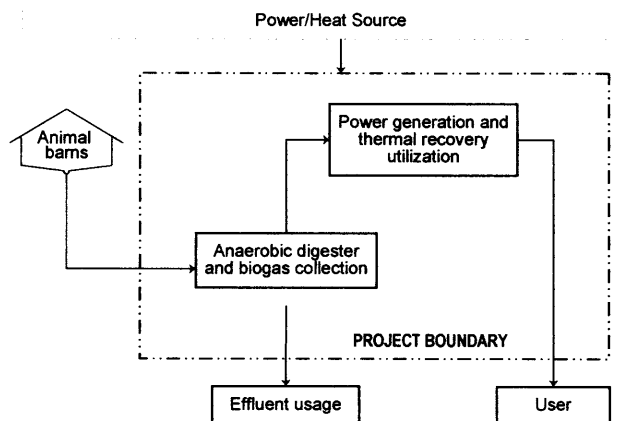 Power/Heat Source
Animal
barns
Power generation and
thermal recovery
utilization
Anaerobic digester
and biogas collection
PROJECT BOUNDARY
Effluent usage
User